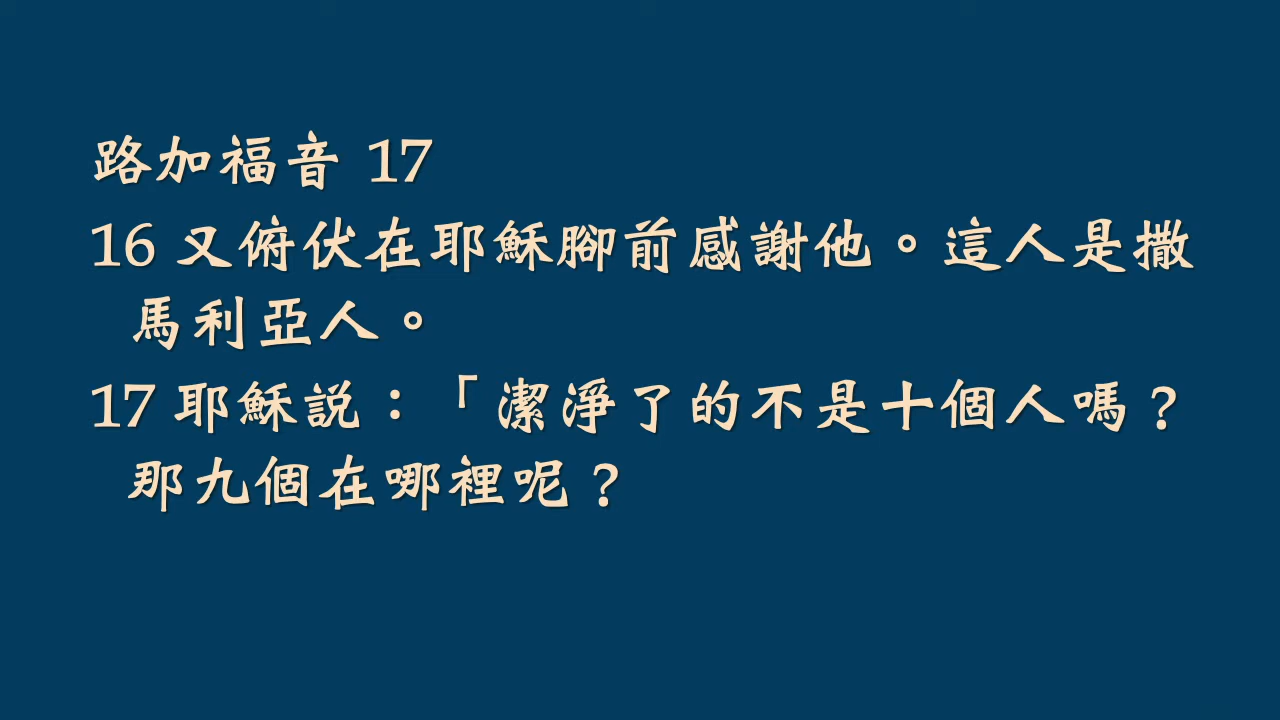 路加福音 17
16 又俯伏在耶穌腳前感謝他。這人是撒
馬利亞人。
17 耶穌説：「潔淨了的不是十個人嗎？
那九個在哪裡呢？